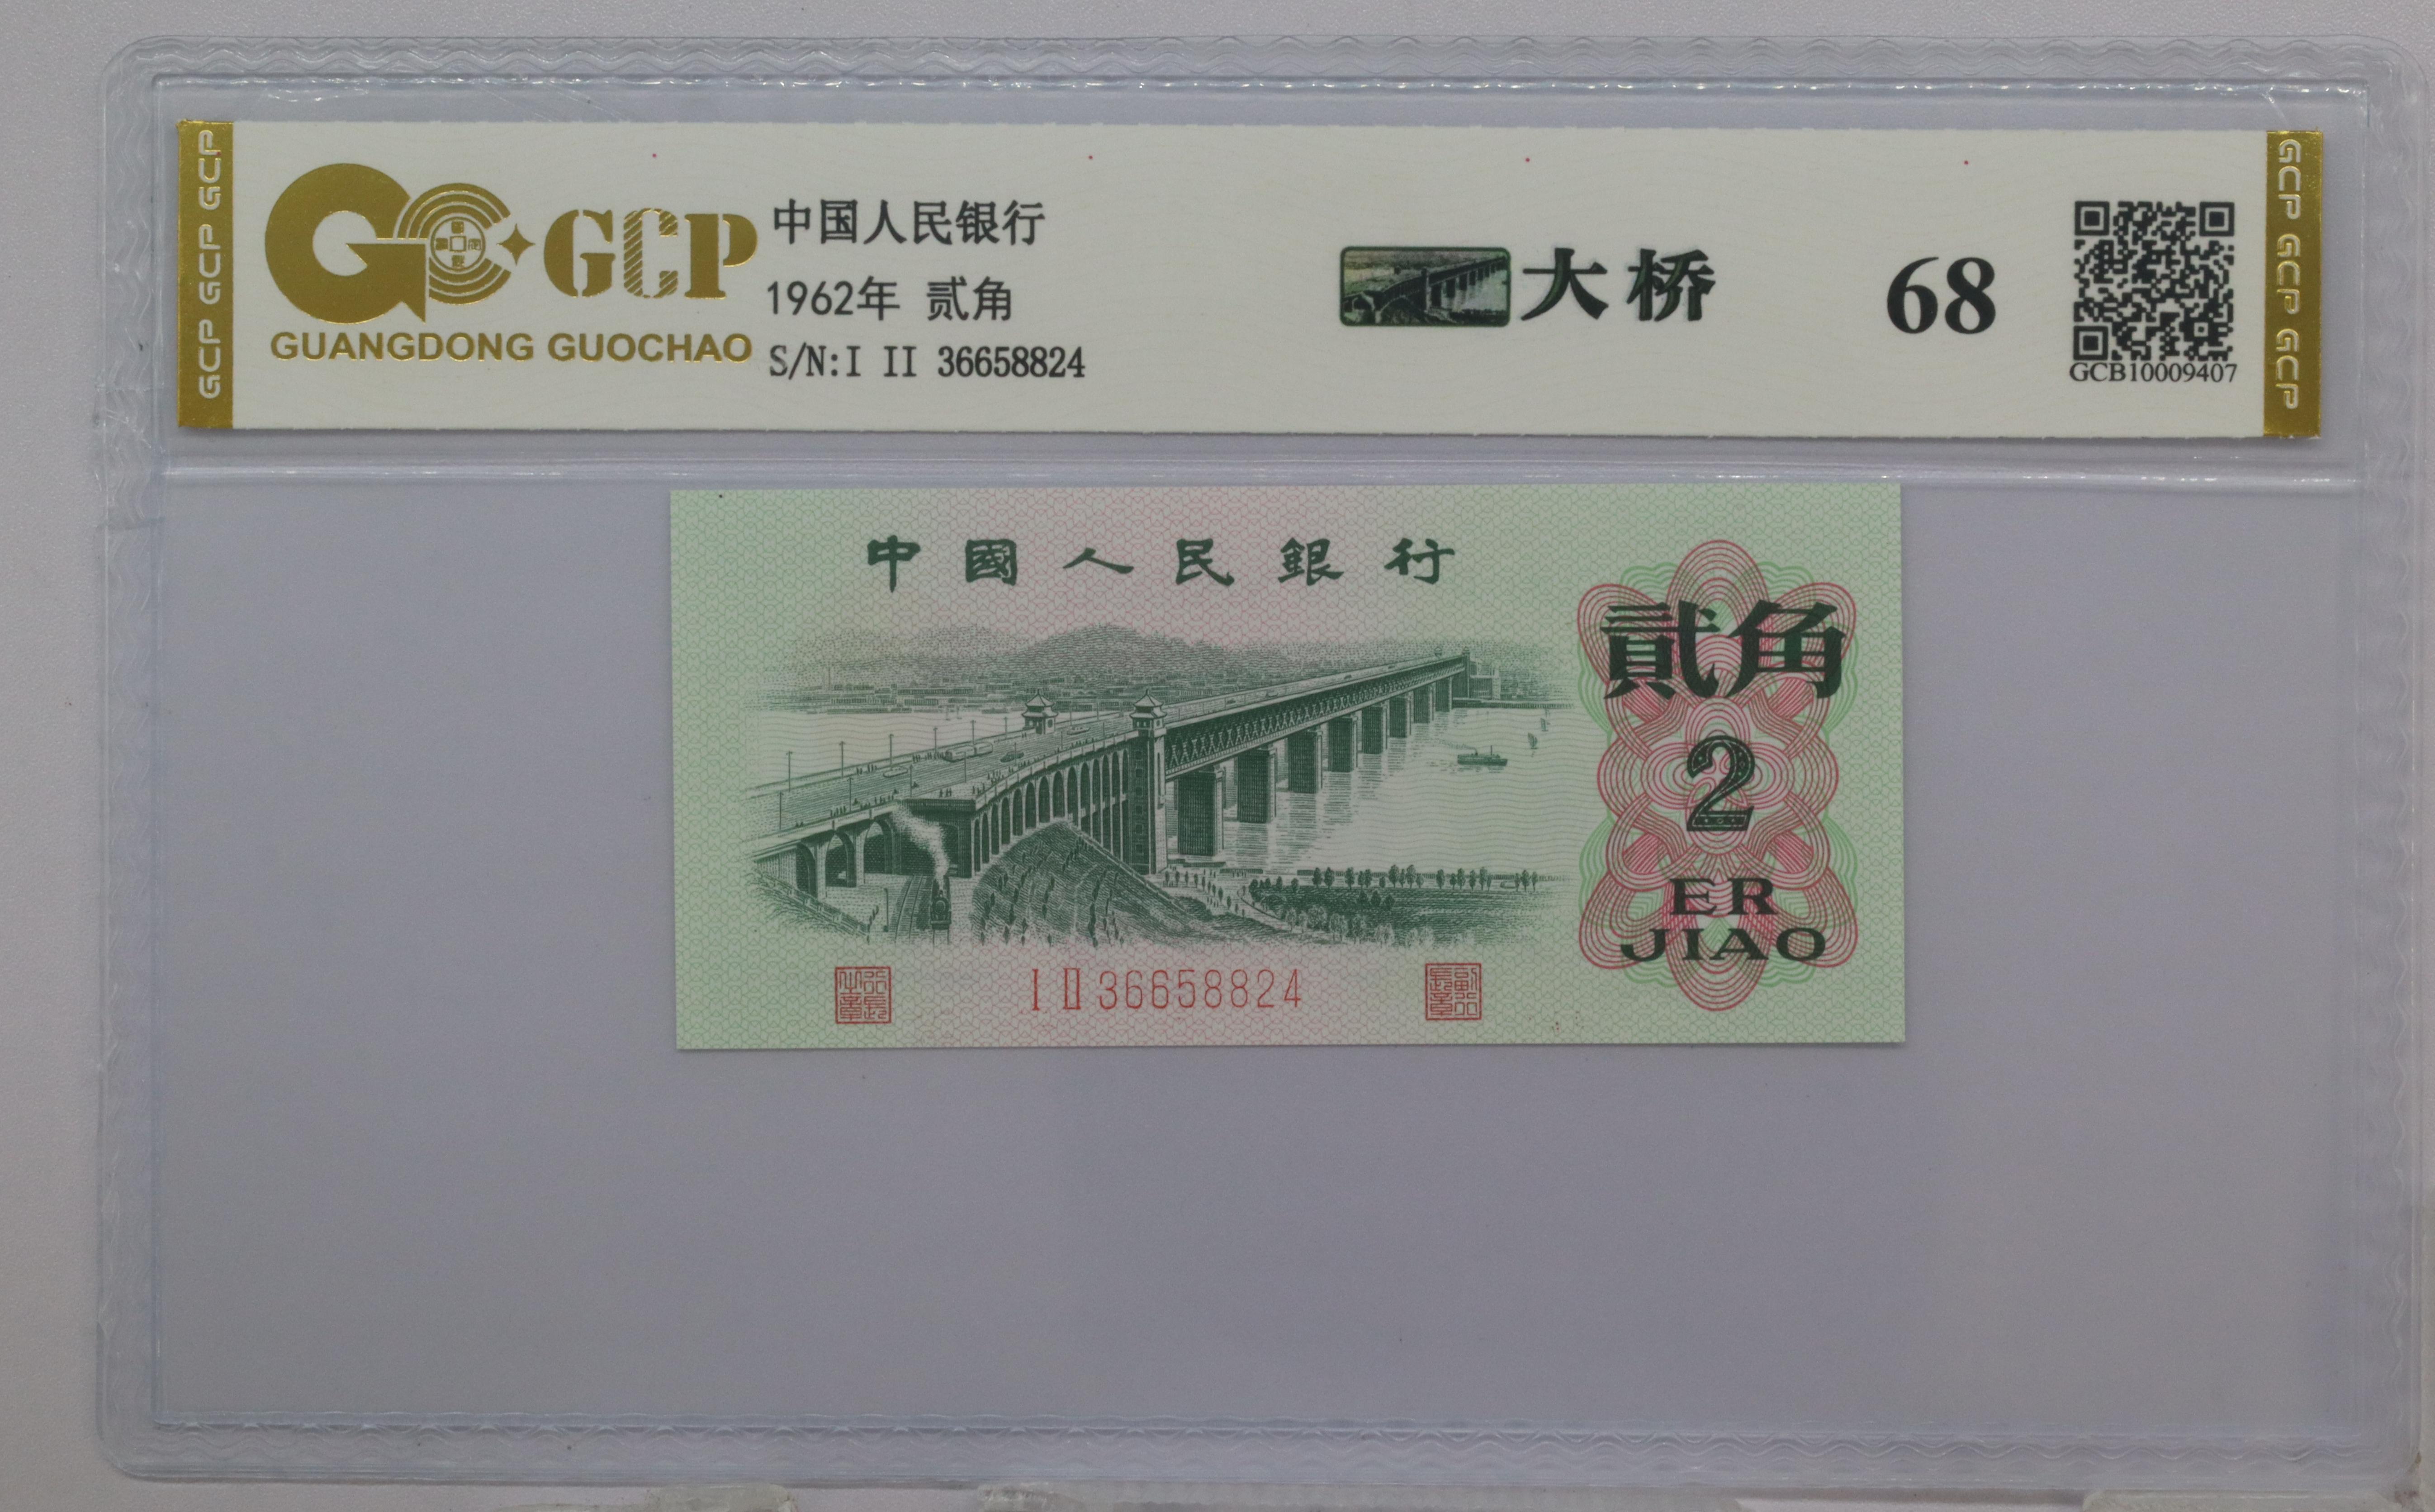 GCP GCP GCP
GCP
GUANGDONG GUOCHAO
中国人民银行
1962年 贰角
S/N:I II 36658824
大桥
68
GCB10009407
GCP GCP GCP
中國人民銀行
貳角
2
ER
JIAO
I II 36658824